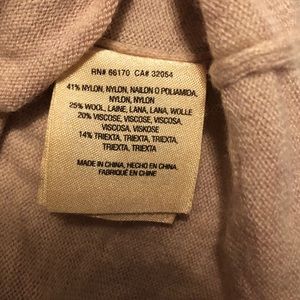 RN# 66170 CA# 32054
41% NYLON, NYLON, NAILON O POLIAMIDA,
NYLON, NYLON
25% WOOL, LAINE, LANA, LANA, WOLLE
20% VISCOSE, VISCOSE, VISCOSA,
VISCOSA, VISKOSE
14% TRIEXTA, TRIEXTA, TRIEXTA,
TRIEXTA, TRIEXTA
MADE IN CHINA, HECHO EN CHINA,
FABRIQUÉ EN CHINE